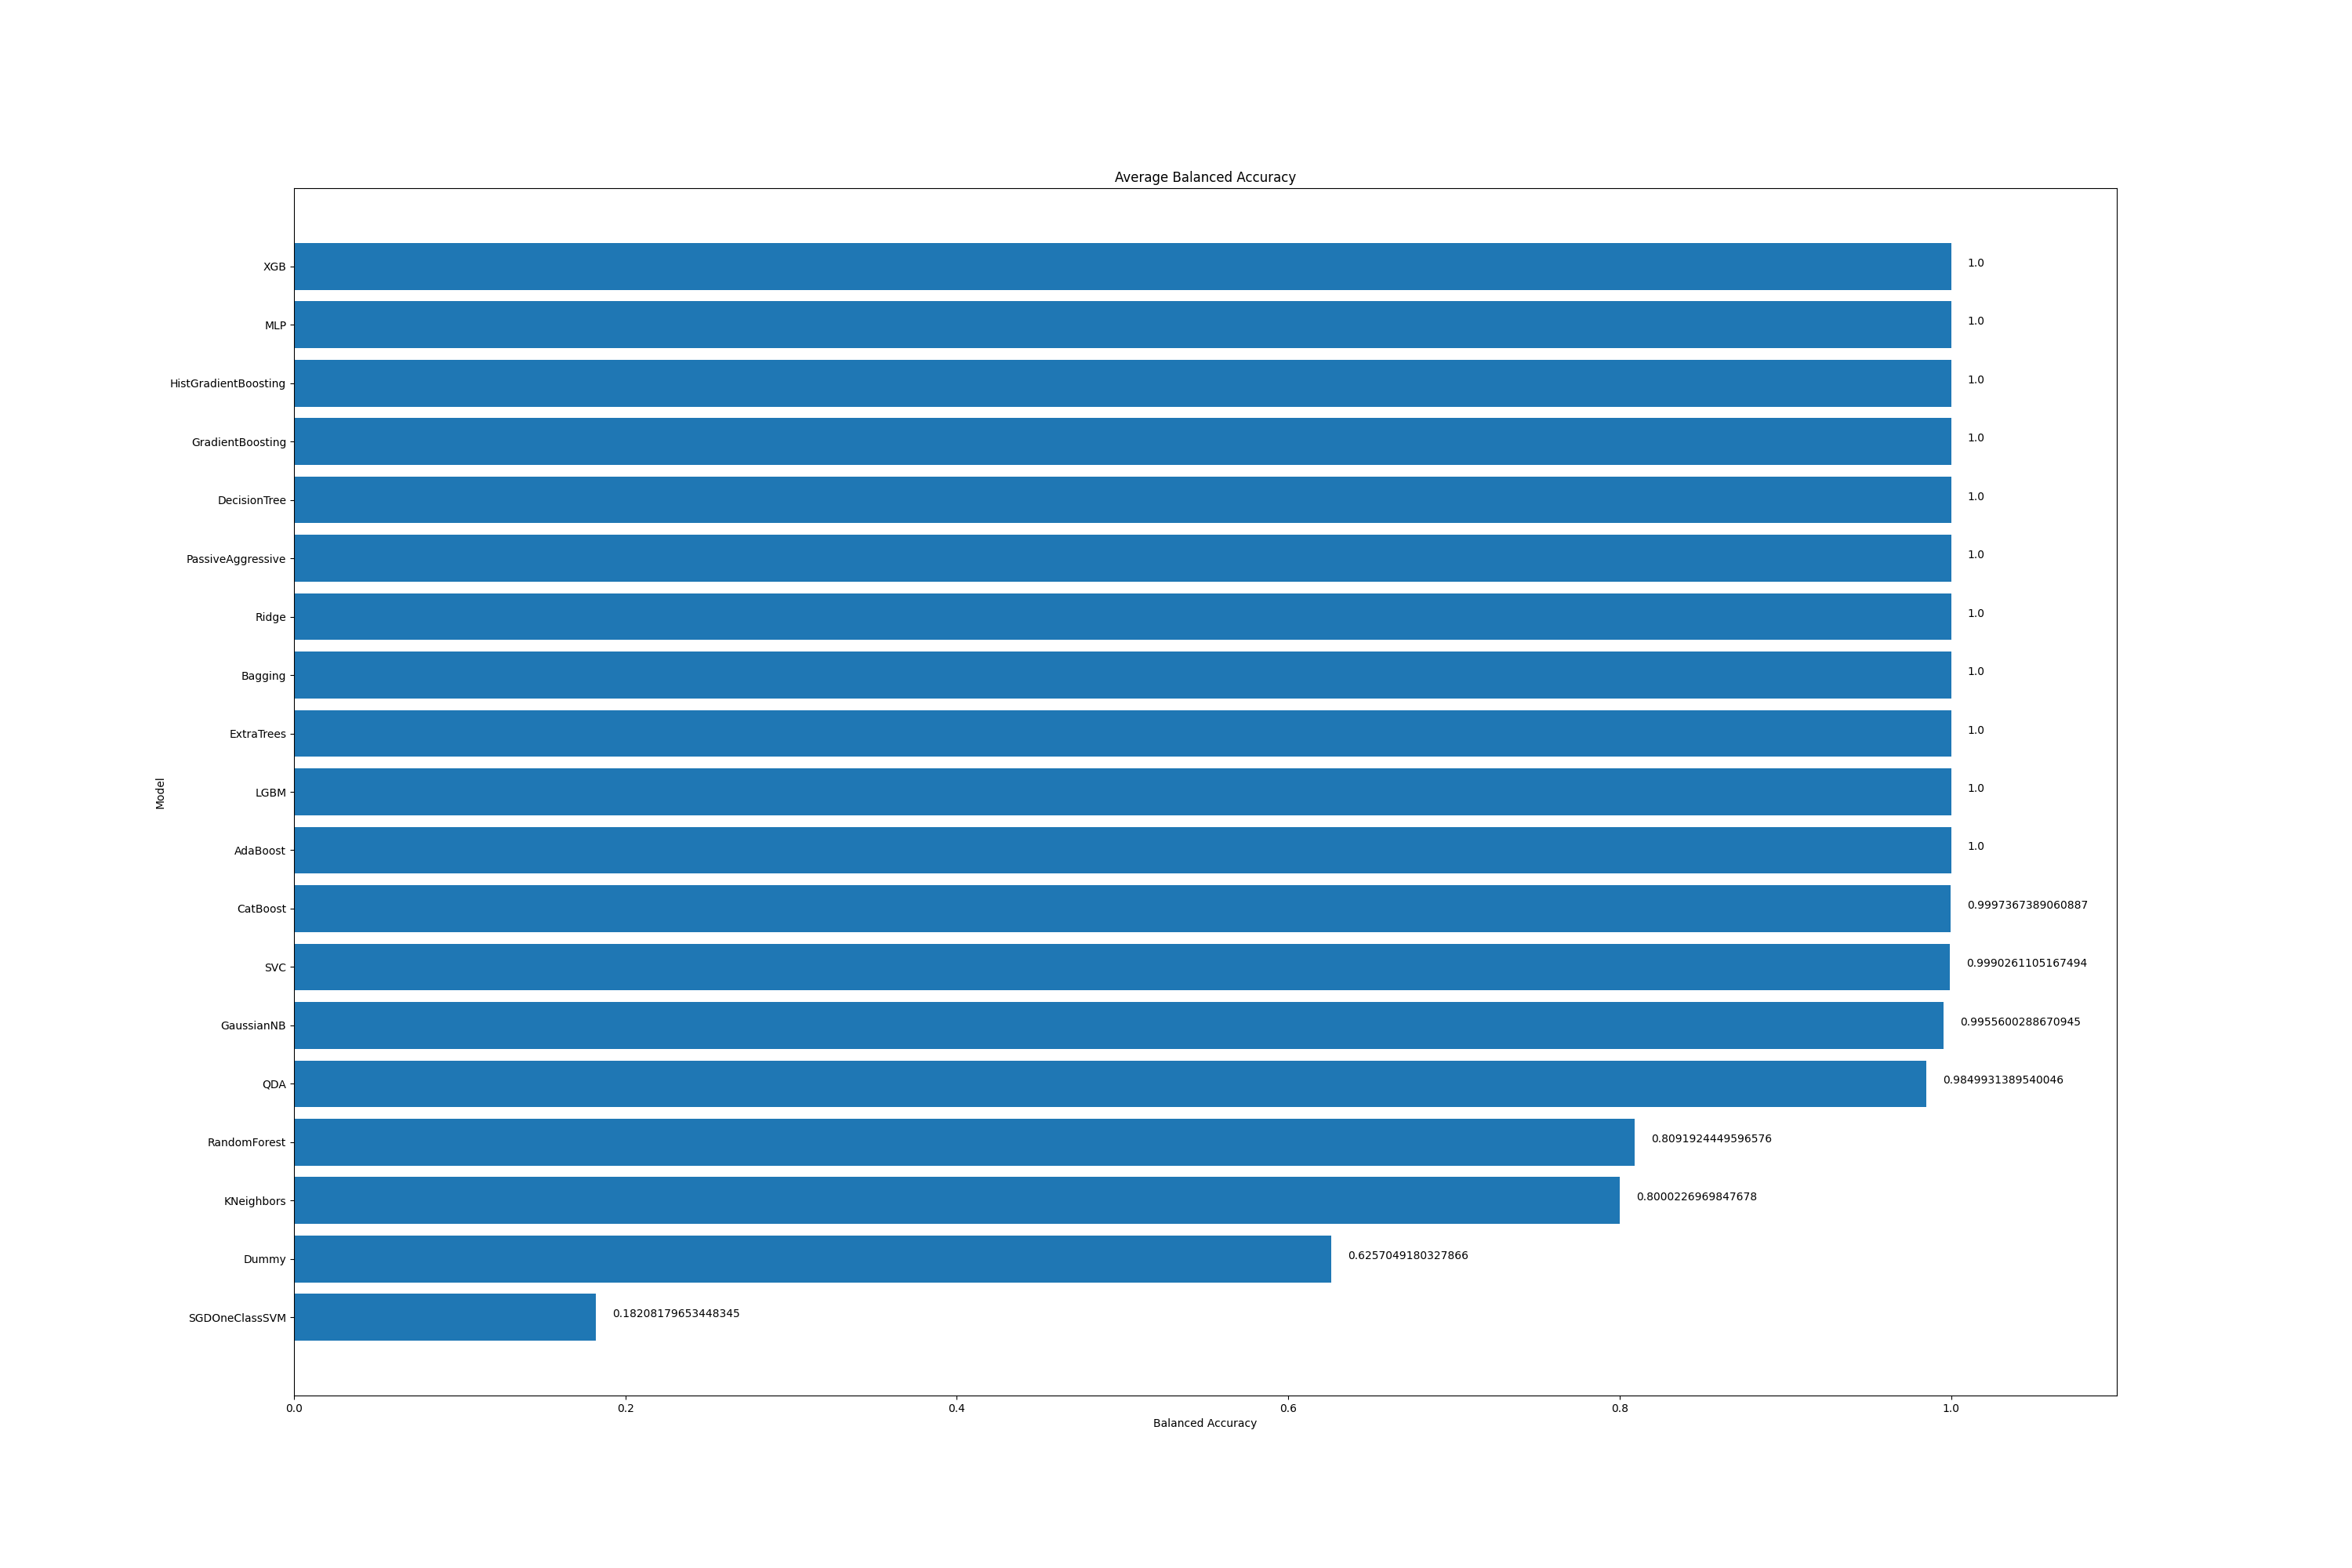 Average Balanced Accuracy
XGB 1.0
MLP 1.0
HistGradientBoosting 1.0
GradientBoosting 1.0
DecisionTree 1.0
PassiveAggressive 1.0
Ridge 1.0
Bagging 1.0
ExtraTrees 1.0
LGBM 1.0
Model
AdaBoost 1.0
CatBoost 0.9997367389060887
SVC 0.9990261105167494
GaussianNB 0.9955600288670945
QDA 0.9849931389540046
RandomForest 0.8091924449596576
KNeighbors 0.8000226969847678
Dummy 0.6257049180327866
SGDOneClassSVM 0.18208179653448345
0.0 0.2 0.4 0.6 0.8 1.0
Balanced Accuracy